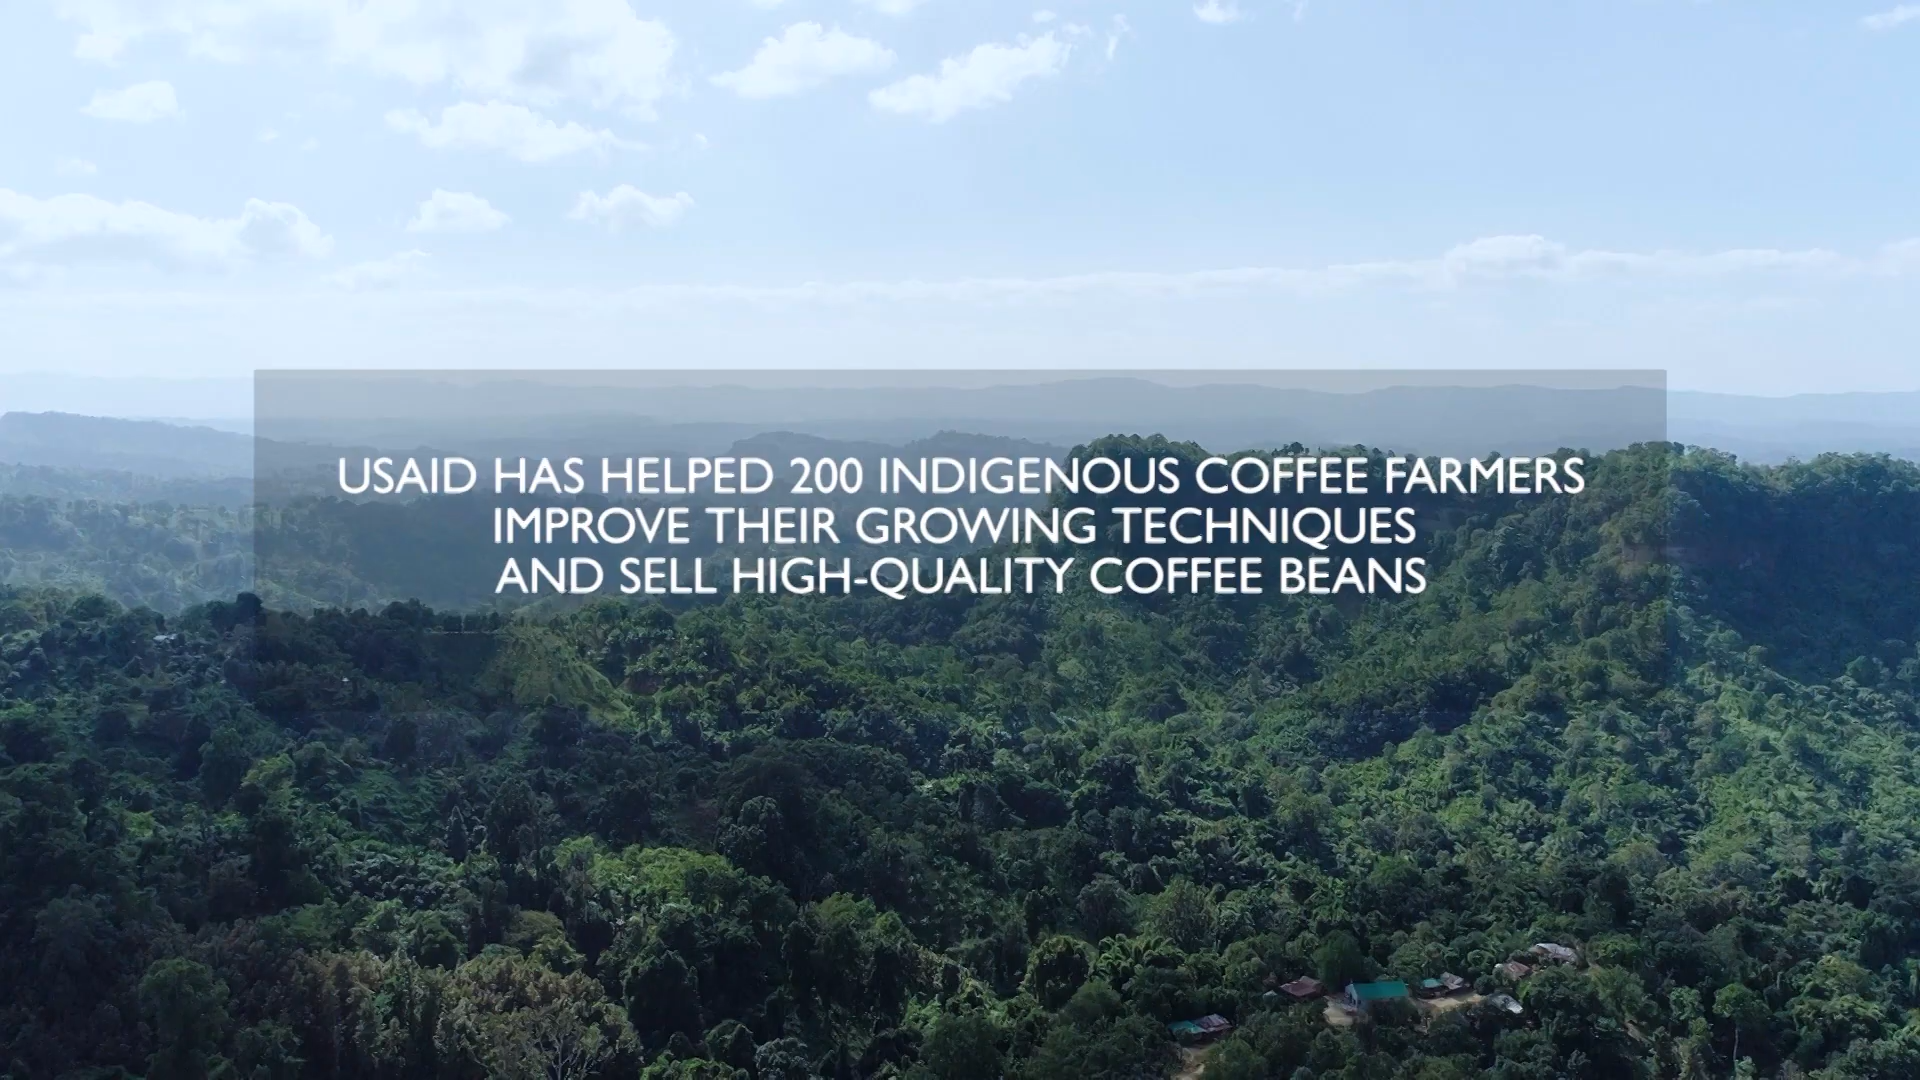 USAID HAS HELPED 200 INDIGENOUS COFFEE FARMERS
IMPROVE THEIR GROWING TECHNIQUES
AND SELL HIGH-QUALITY COFFEE BEANS